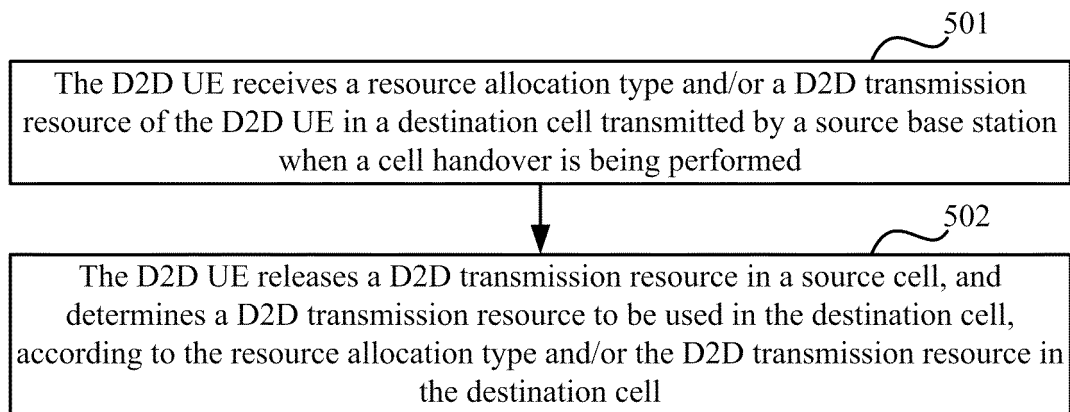 501
The D2D UE receives a resource allocation type and/or a D2D transmission
resource of the D2D UE in a destination cell transmitted by a source base station
when a cell handover is being performed
502
The D2D UE releases a D2D transmission resource in a source cell, and
determines a D2D transmission resource to be used in the destination cell,
according to the resource allocation type and/or the D2D transmission resource in
the destination cell